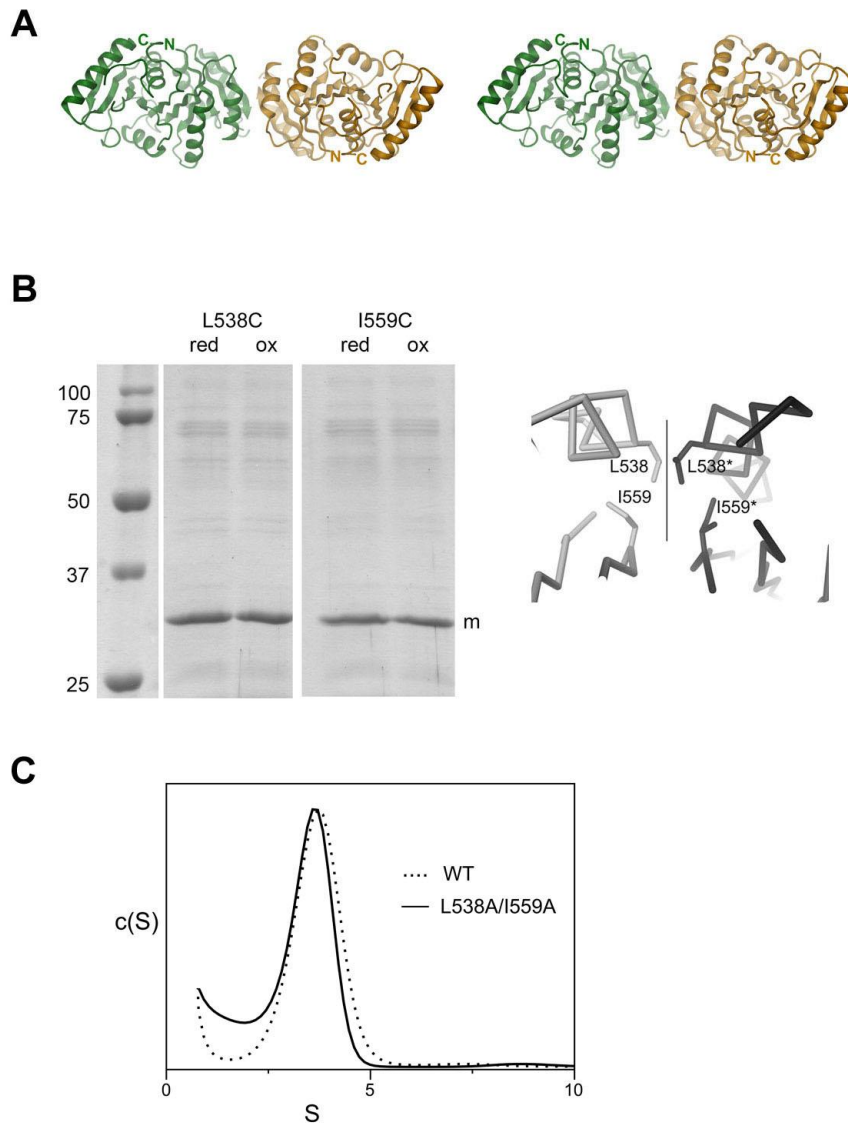 A
C N
N C
C N
N C
B
L538C I559C
red ox red ox
100
75
50
37
25
m
L538 L538*
I559 I559*
C
c(S)
WT
L538A/I559A
0 5 10
S